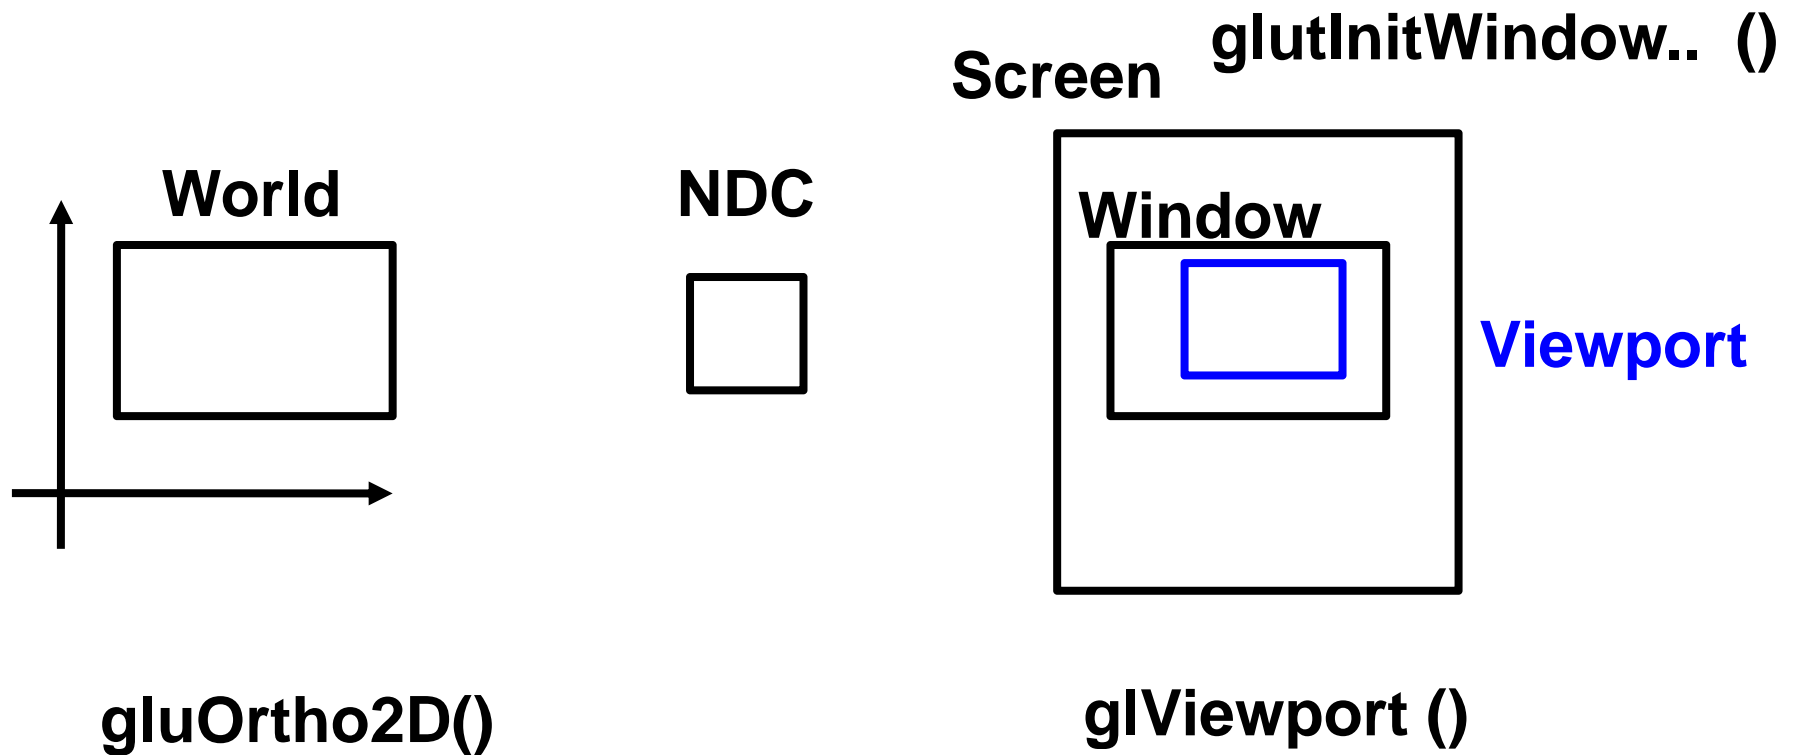 glutInitWindow.. ()
Screen
World
NDC
Window
Viewport
gluOrtho2D()
glViewport ()